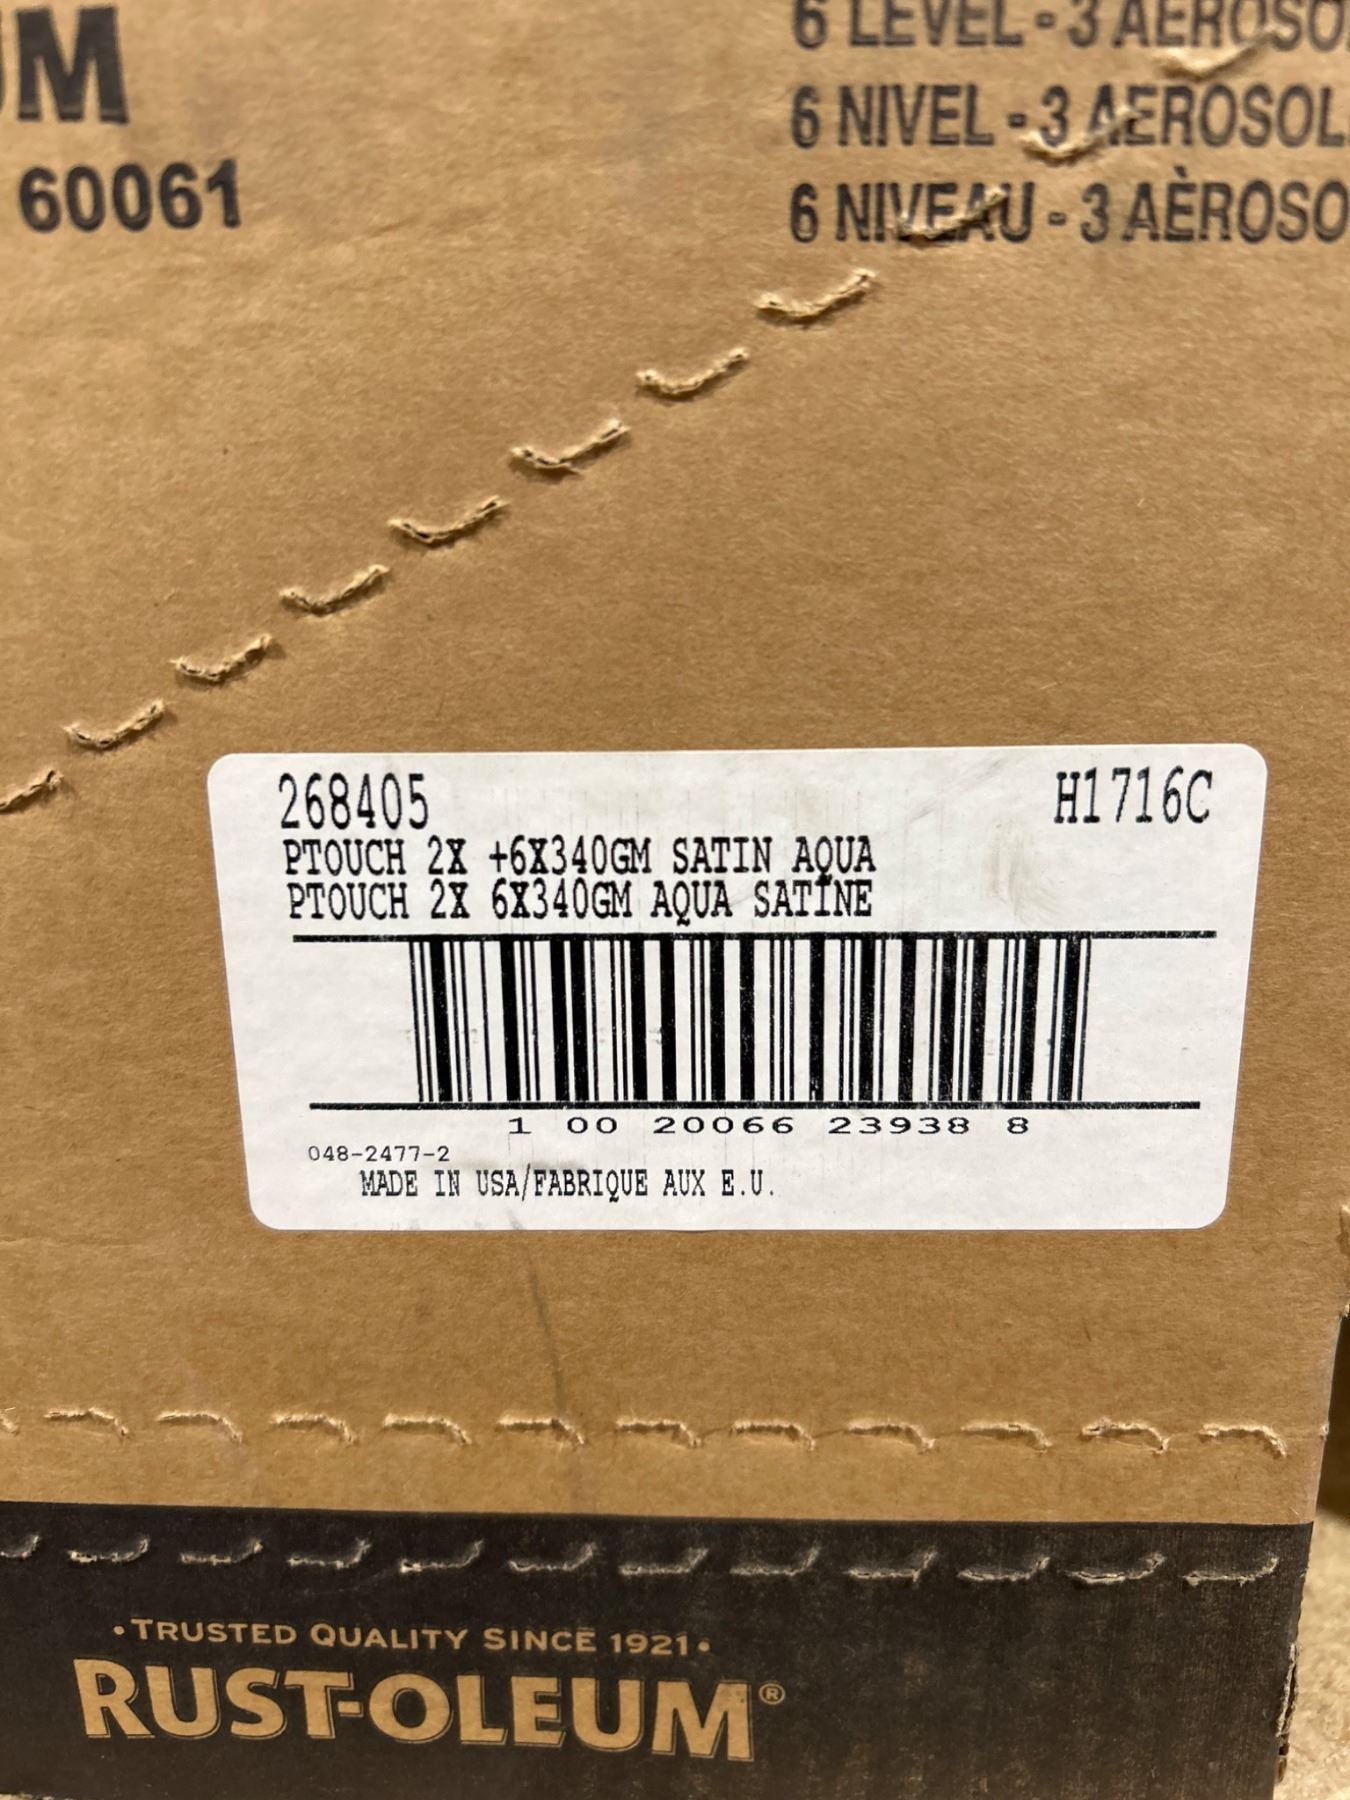 UM
60061
6 LEVEL - 3 AEROSOL
6 NIVEL - 3 AEROSOL
6 NIVEAU - 3 AÈROSO
268405 H1716C
PTOUCH 2X +6X340GM SATIN AQUA
PTOUCH 2X 6X340GM AQUA SATINE
1 00 20066 23938 8
048-2477-2
MADE IN USA/FABRIQUE AUX E.U.
•TRUSTED QUALITY SINCE 1921•
RUST-OLEUM®